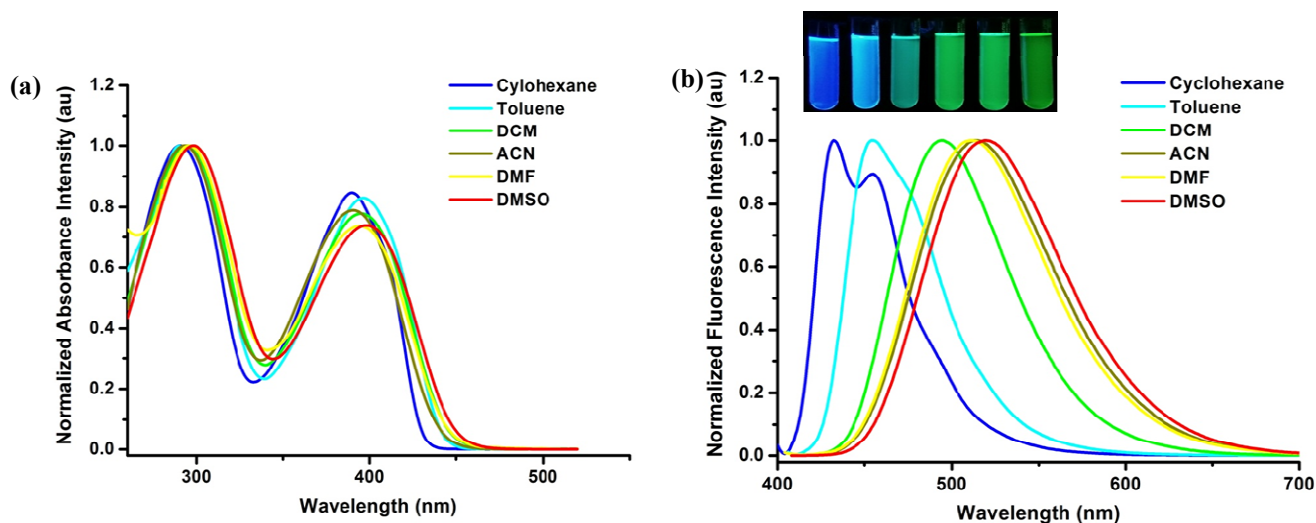 (a)
Normalized Absorbance Intensity (au)
1.2
1.0
0.8
0.6
0.4
0.2
0.0
Cylohexane
Toluene
DCM
ACN
DMF
DMSO
300
400
500
Wavelength (nm)
(b)
Normalized Fluorescence Intensity (au)
1.2
1.0
0.8
0.6
0.4
0.2
0.0
Cyclohexane
Toluene
DCM
ACN
DMF
DMSO
400
500
600
700
Wavelength (nm)